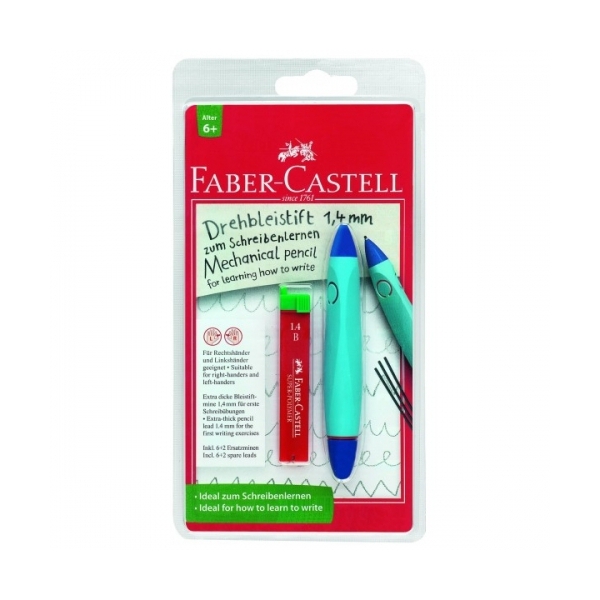 Alter
6+
FABER-CASTELL
since 1761
Drehbleistift 1,4 mm
zum Schreibenlernen
Mechanical pencil
for learning how to write
1.4
B
FABER-CASTELL
SUPER-POLYMER
L R
Für Rechtshänder
und Linkshänder
geeignet • Suitable
for right-handers and
left-handers
Extra dicke Bleistift-
mine 1,4 mm für erste
Schreibübungen
• Extra-thick pencil
lead 1.4 mm for the
first writing exercises
Inkl. 6+2 Ersatzminen
Incl. 6+2 spare leads
• Ideal zum Schreibenlernen
• Ideal for how to learn to write